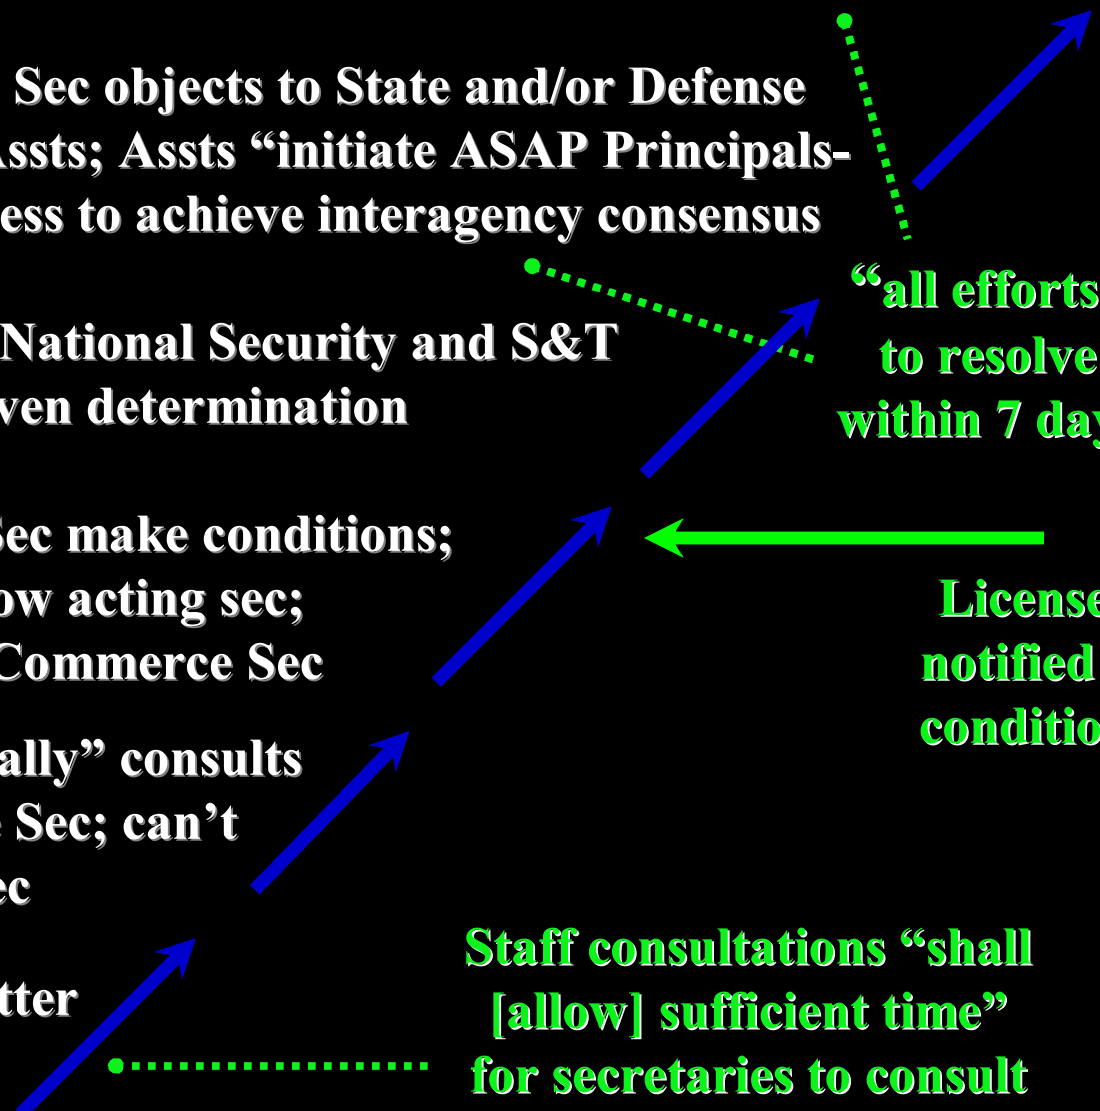 Sec objects to State and/or Defense
Assts; Assts “initiate ASAP Principals-
ess to achieve interagency consensus
“all efforts
to resolve
within 7 day
National Security and S&T
ven determination
Sec make conditions;
ow acting sec;
Commerce Sec
License
notified
conditio
ally” consults
Sec; can’t
ec
Staff consultations “shall
[allow] sufficient time”
for secretaries to consult
tter